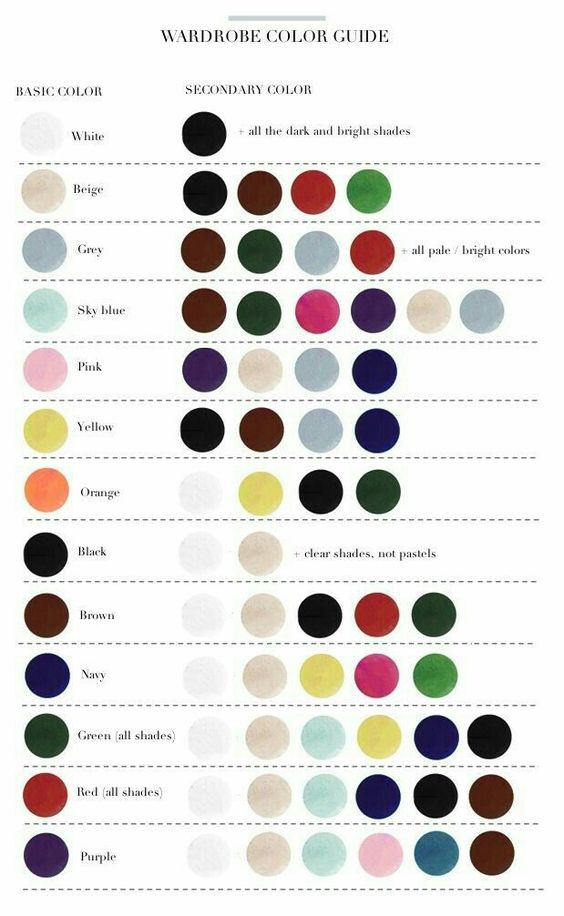 WARDROBE COLOR GUIDE
BASIC COLOR
SECONDARY COLOR
White
+ all the dark and bright shades
Beige
Grey
+ all pale / bright colors
Sky blue
Pink
Yellow
Orange
Black
+ clear shades, not pastels
Brown
Navy
Green (all shades)
Red (all shades)
Purple